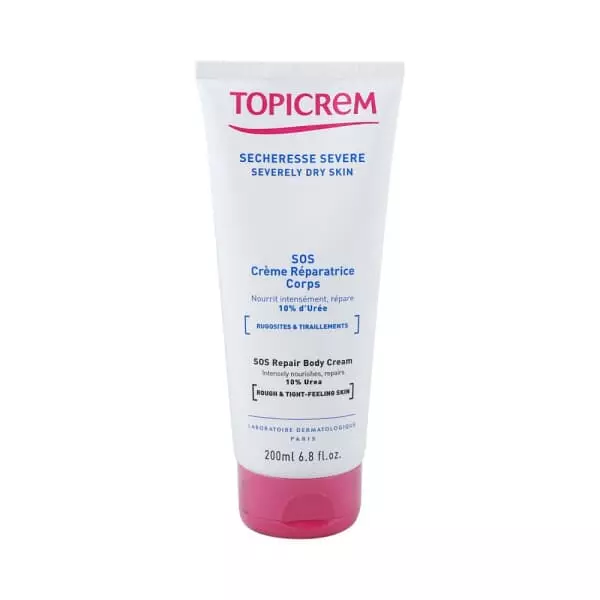 TOPICREM
SECHERESSE SEVERE
SEVERELY DRY SKIN
SOS
Crème Réparatrice
Corps
Nourrit intensément, répare
10% d'Urée
RUGOSITES & TIRAILLEMENTS
SOS Repair Body Cream
Intensely nourishes, repairs
10% Urea
ROUGH & TIGHT-FEELING SKIN
LABORATOIRE DERMATOLOGIQUE
PARIS
200ml 6.8 fl.oz.